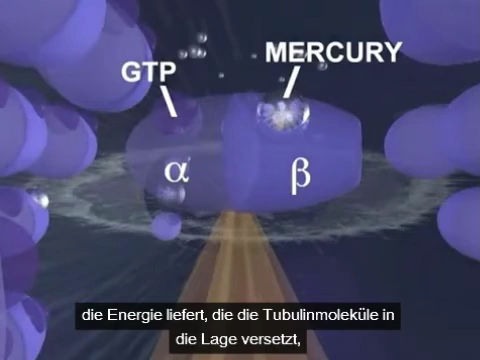 GTP
MERCURY
α
β
die Energie liefert, die die Tubulinmoleküle in
die Lage versetzt,